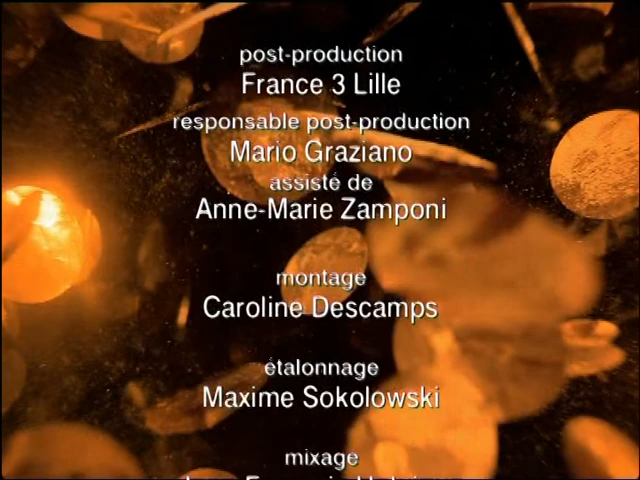 post-production
France 3 Lille
responsable post-production
Mario Graziano
assisté de
Anne-Marie Zamponi
montage
Caroline Descamps
étalonnage
Maxime Sokolowski
mixage